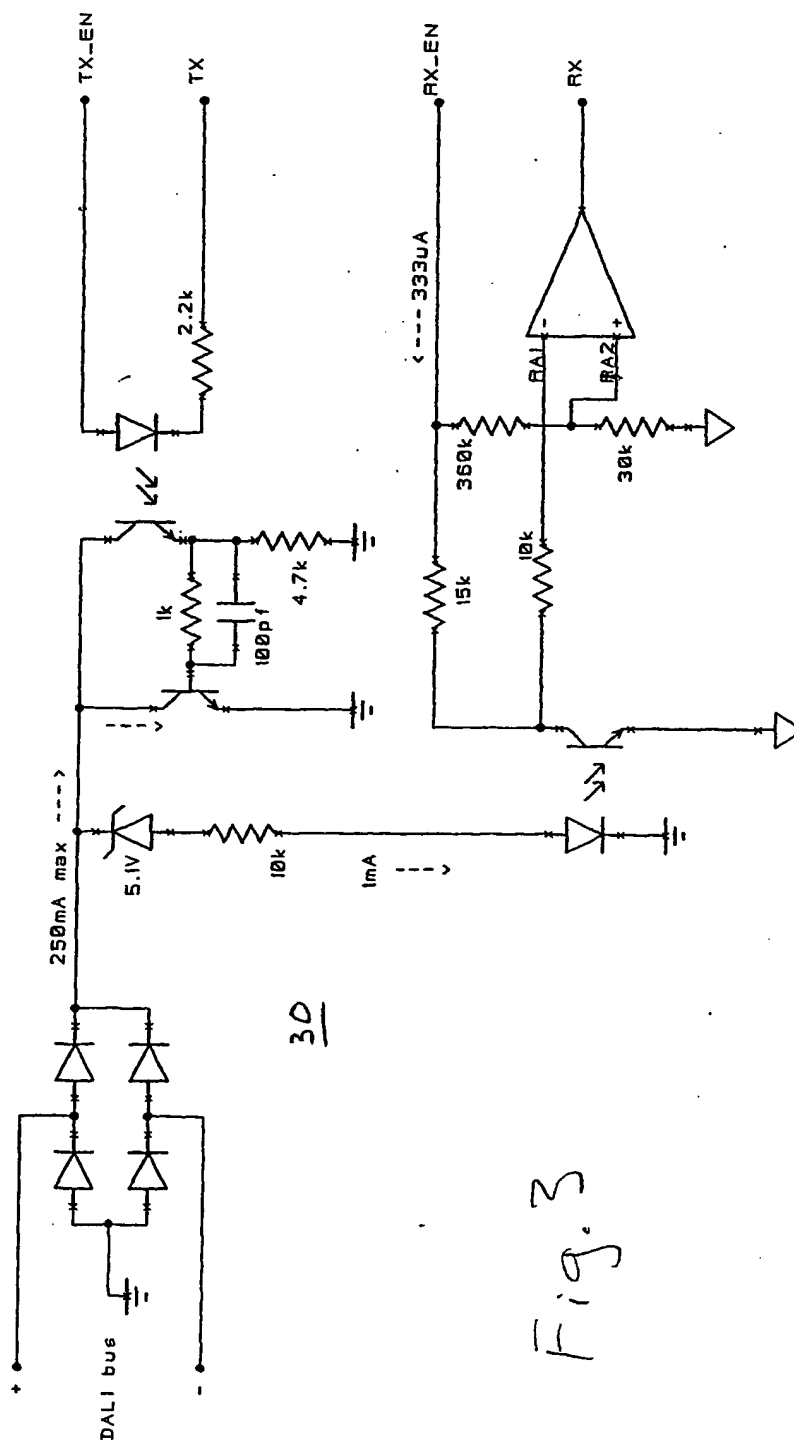 +
DALI bus
-
250mA max --->
5.1V
10k
1mA --->
--->
1k
100pf
4.7k
2.2k
TX_EN
TX
<--- 333uA
RX_EN
15k
360k
10k
30k
RA1
-
RA2
+
RX
30
Fig. 3